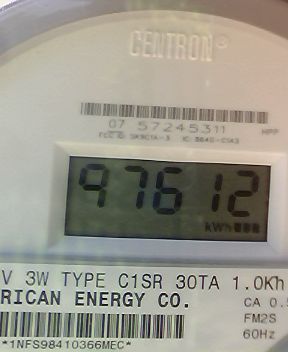 CENTRON®
07 57245311 HPP
97612
kWh
V 3W TYPE C1SR 30TA 1.0Kh
RICAN ENERGY CO.
CA 0.5
FM2S
60Hz
*1NFS98410366MEC*